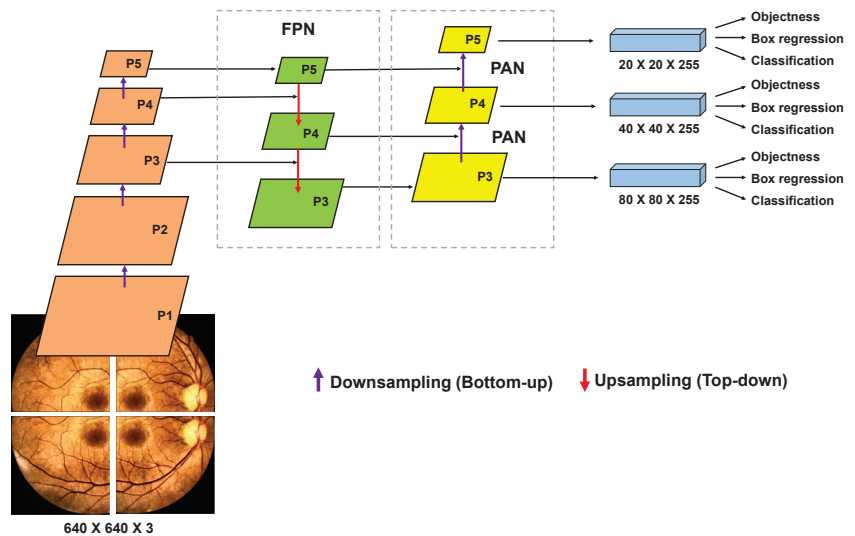 FPN
PAN
PAN
P5
P4
P3
P2
P1
P5
P4
P3
P5
P4
P3
20 X 20 X 255
40 X 40 X 255
80 X 80 X 255
Objectness
Box regression
Classification
Objectness
Box regression
Classification
Objectness
Box regression
Classification
Downsampling (Bottom-up)
Upsampling (Top-down)
640 X 640 X 3